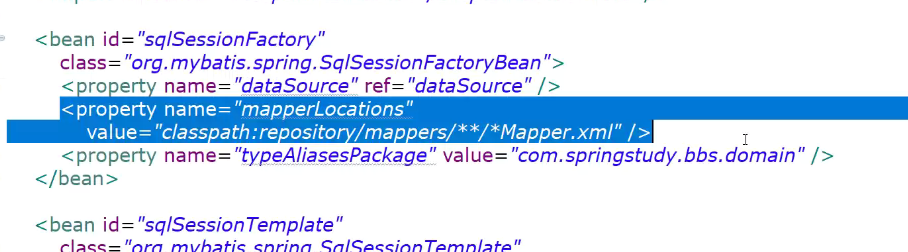 <bean id="sqlSessionFactory"
class="org.mybatis.spring.SqlSessionFactoryBean">
<property name="dataSource" ref="dataSource" />
<property name="mapperLocations"
value="classpath:repository/mappers/**/*Mapper.xml" />
<property name="typeAliasesPackage" value="com.springstudy.bbs.domain" />
</bean>
<bean id="sqlSessionTemplate"
class="org.mybatis.spring.SqlSessionTemplate"